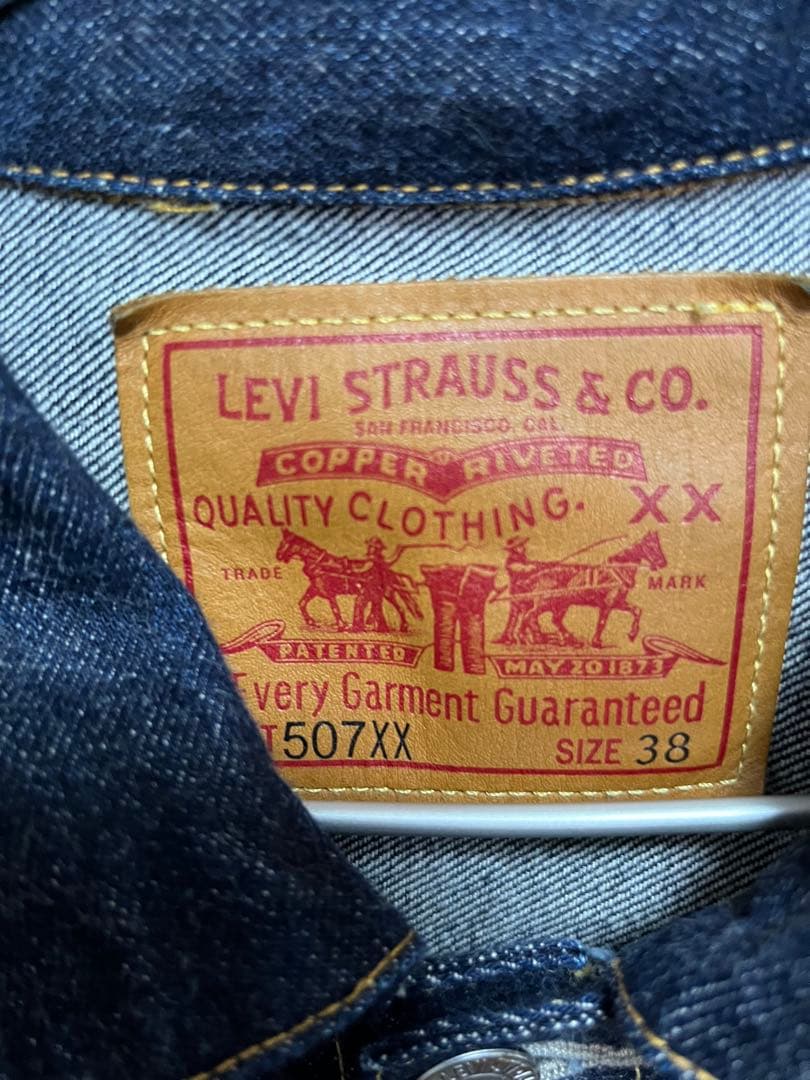 LEVI STRAUSS & CO.
SAN FRANCISCO, CAL.
COPPER RIVETED
QUALITY CLOTHING. XX
TRADE MARK
PATENTED MAY 20 1873
Every Garment Guaranteed
T 507XX SIZE 38